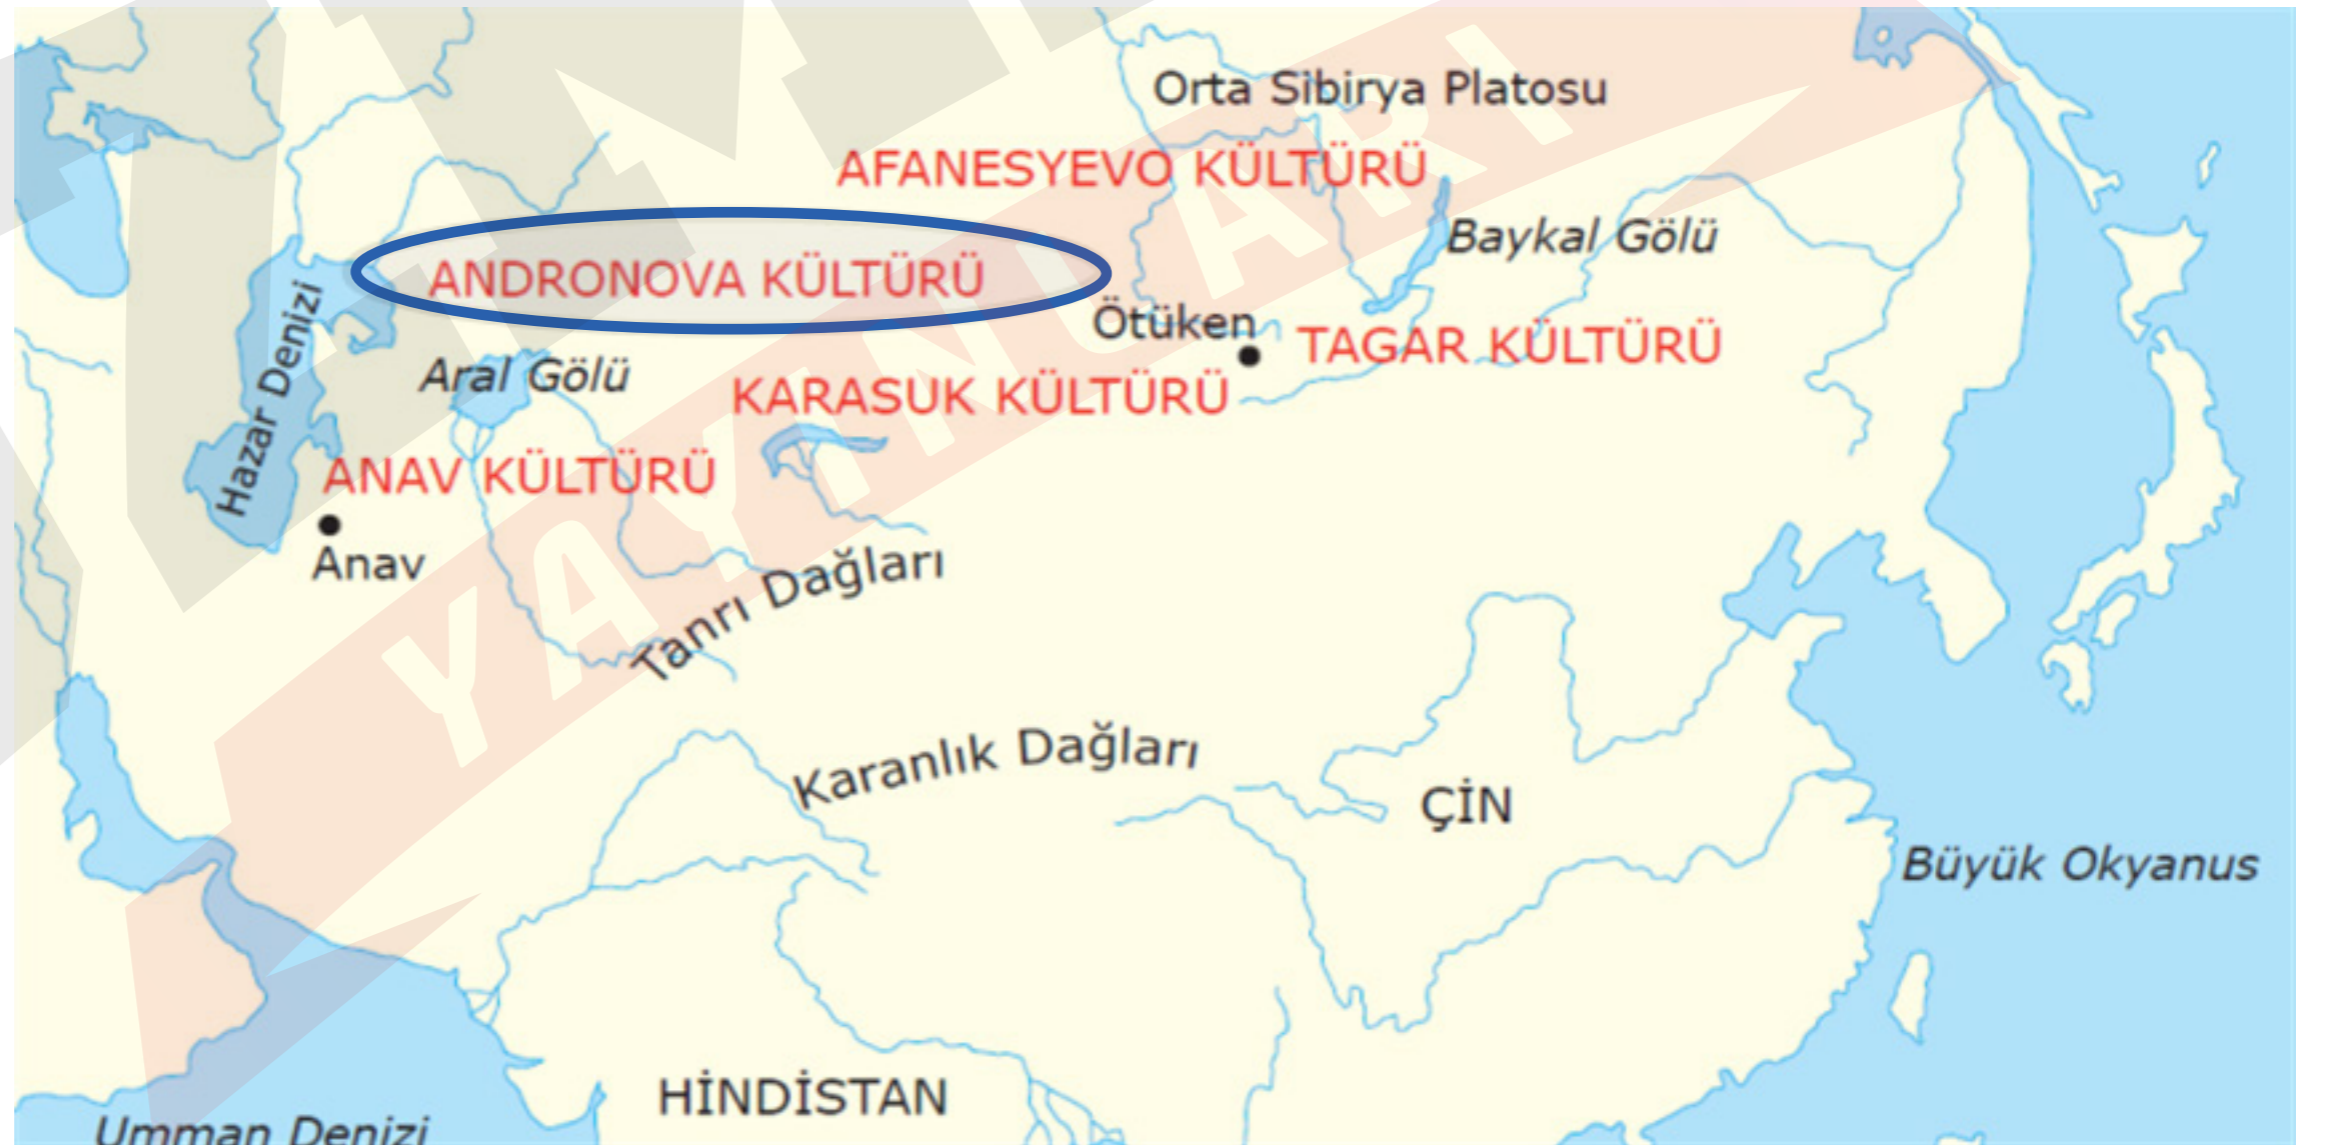 Orta Sibirya Platosu
AFANESYEVO KÜLTÜRÜ
Baykal Gölü
ANDRONOVA KÜLTÜRÜ
Ötüken
TAGAR KÜLTÜRÜ
Hazar Denizi
Aral Gölü
KARASUK KÜLTÜRÜ
ANAV KÜLTÜRÜ
Anav
Tanrı Dağları
Karanlık Dağları
ÇİN
Büyük Okyanus
HİNDİSTAN
Umman Denizi
YAYINLARI